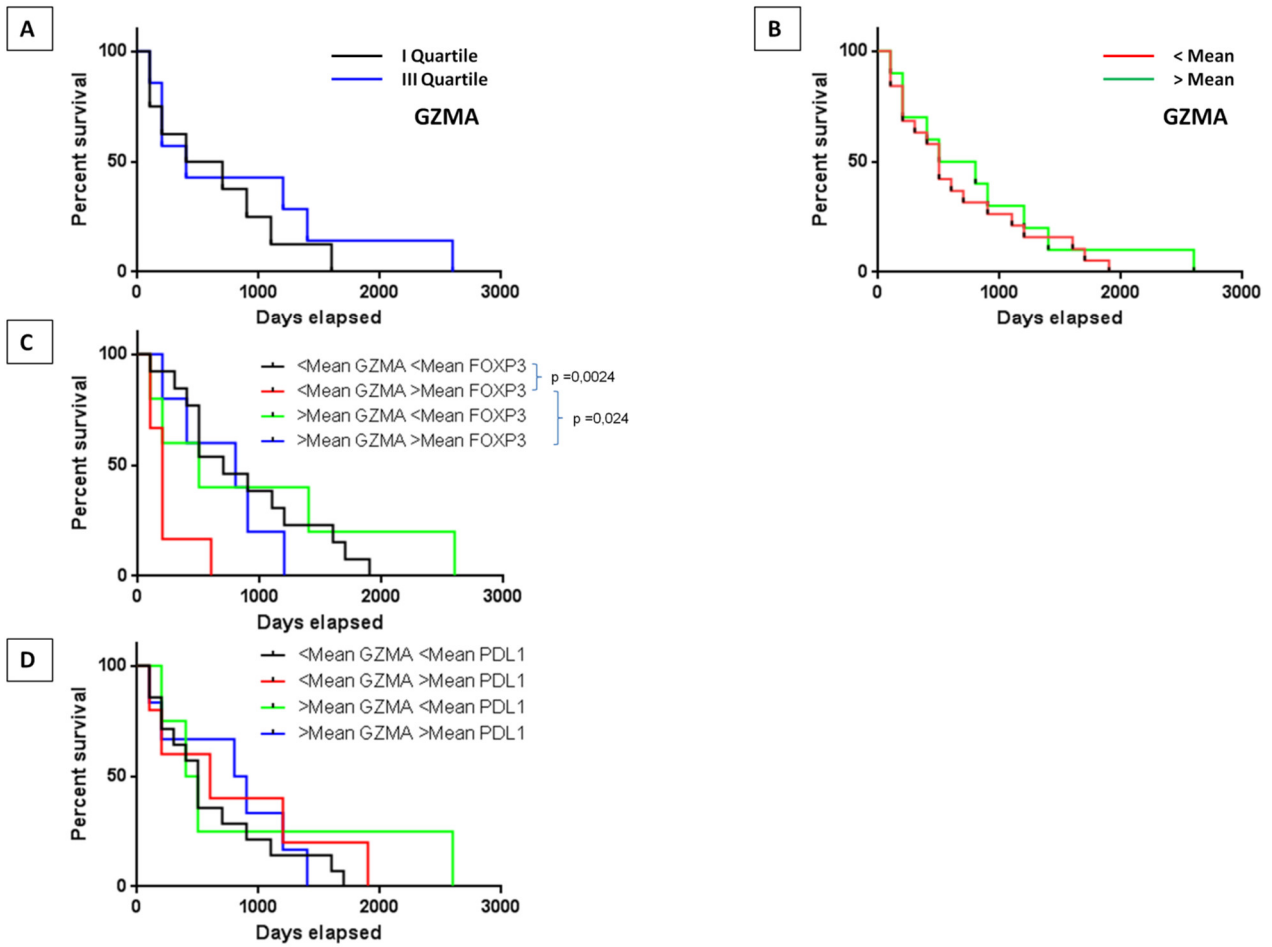 A
I Quartile
III Quartile
GZMA
Percent survival
100
50
0
0 1000 2000 3000
Days elapsed
B
< Mean
> Mean
GZMA
Percent survival
100
50
0
0 1000 2000 3000
Days elapsed
C
<Mean GZMA <Mean FOXP3
<Mean GZMA >Mean FOXP3
>Mean GZMA <Mean FOXP3
>Mean GZMA >Mean FOXP3
p =0,0024
p =0,024
Percent survival
100
50
0
0 1000 2000 3000
Days elapsed
D
<Mean GZMA <Mean PDL1
<Mean GZMA >Mean PDL1
>Mean GZMA <Mean PDL1
>Mean GZMA >Mean PDL1
Percent survival
100
50
0
0 1000 2000 3000
Days elapsed